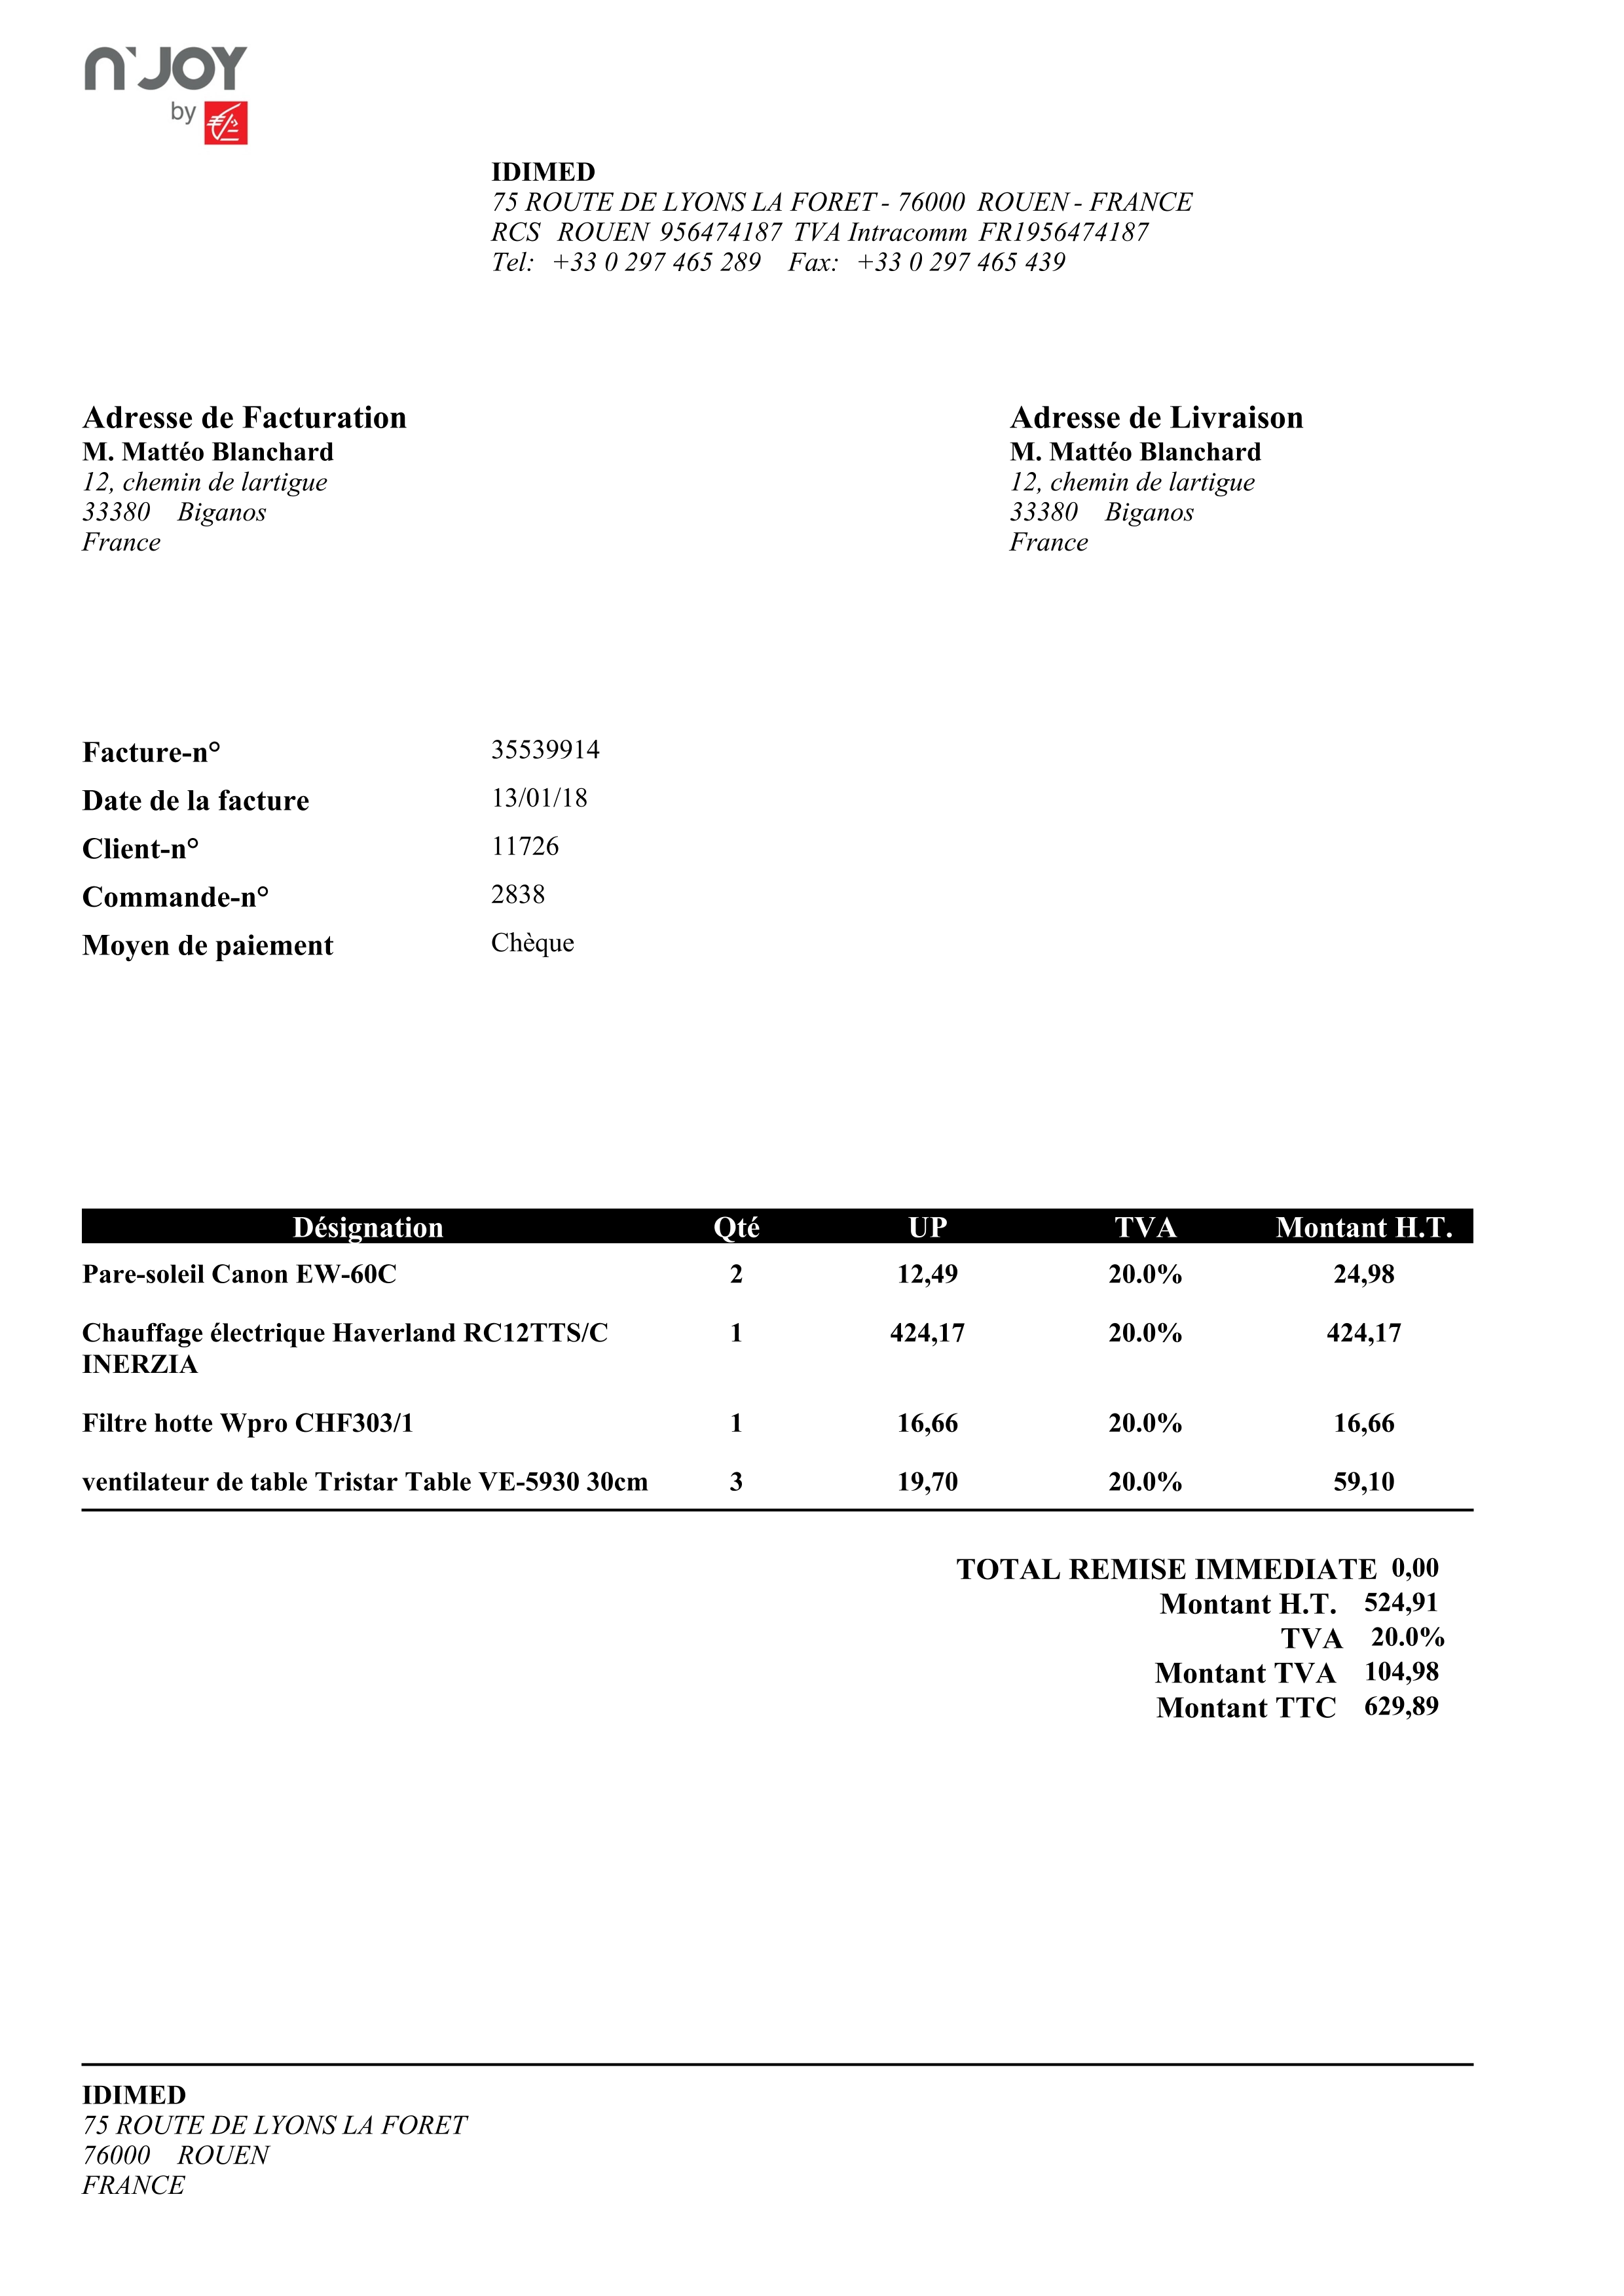 n'JOY
by
IDIMED
75 ROUTE DE LYONS LA FORET - 76000 ROUEN - FRANCE
RCS ROUEN 956474187 TVA Intracomm FR1956474187
Tel: +33 0 297 465 289 Fax: +33 0 297 465 439
Adresse de Facturation
M. Mattéo Blanchard
12, chemin de lartigue
33380 Biganos
France
Adresse de Livraison
M. Mattéo Blanchard
12, chemin de lartigue
33380 Biganos
France
Facture-n° 35539914
Date de la facture 13/01/18
Client-n° 11726
Commande-n° 2838
Moyen de paiement Chèque
Désignation Qté UP TVA Montant H.T.
Pare-soleil Canon EW-60C 2 12,49 20.0% 24,98
Chauffage électrique Haverland RC12TTS/C 1 424,17 20.0% 424,17
INERZIA
Filtre hotte Wpro CHF303/1 1 16,66 20.0% 16,66
ventilateur de table Tristar Table VE-5930 30cm 3 19,70 20.0% 59,10
TOTAL REMISE IMMEDIATE 0,00
Montant H.T. 524,91
TVA 20.0%
Montant TVA 104,98
Montant TTC 629,89
IDIMED
75 ROUTE DE LYONS LA FORET
76000 ROUEN
FRANCE